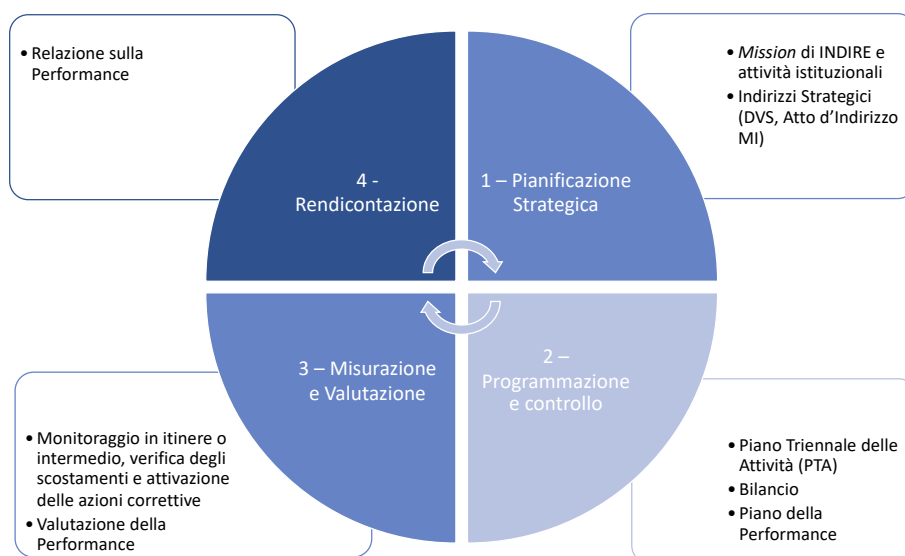 • Relazione sulla
Performance
• Mission di INDIRE e
attività istituzionali
• Indirizzi Strategici
(DVS, Atto d'Indirizzo
MI)
4 -
Rendicontazione
1 – Pianificazione
Strategica
3 – Misurazione
e Valutazione
2 –
Programmazione
e controllo
• Monitoraggio in itinere o
intermedio, verifica degli
scostamenti e attivazione
delle azioni correttive
• Valutazione della
Performance
• Piano Triennale delle
Attività (PTA)
• Bilancio
• Piano della
Performance